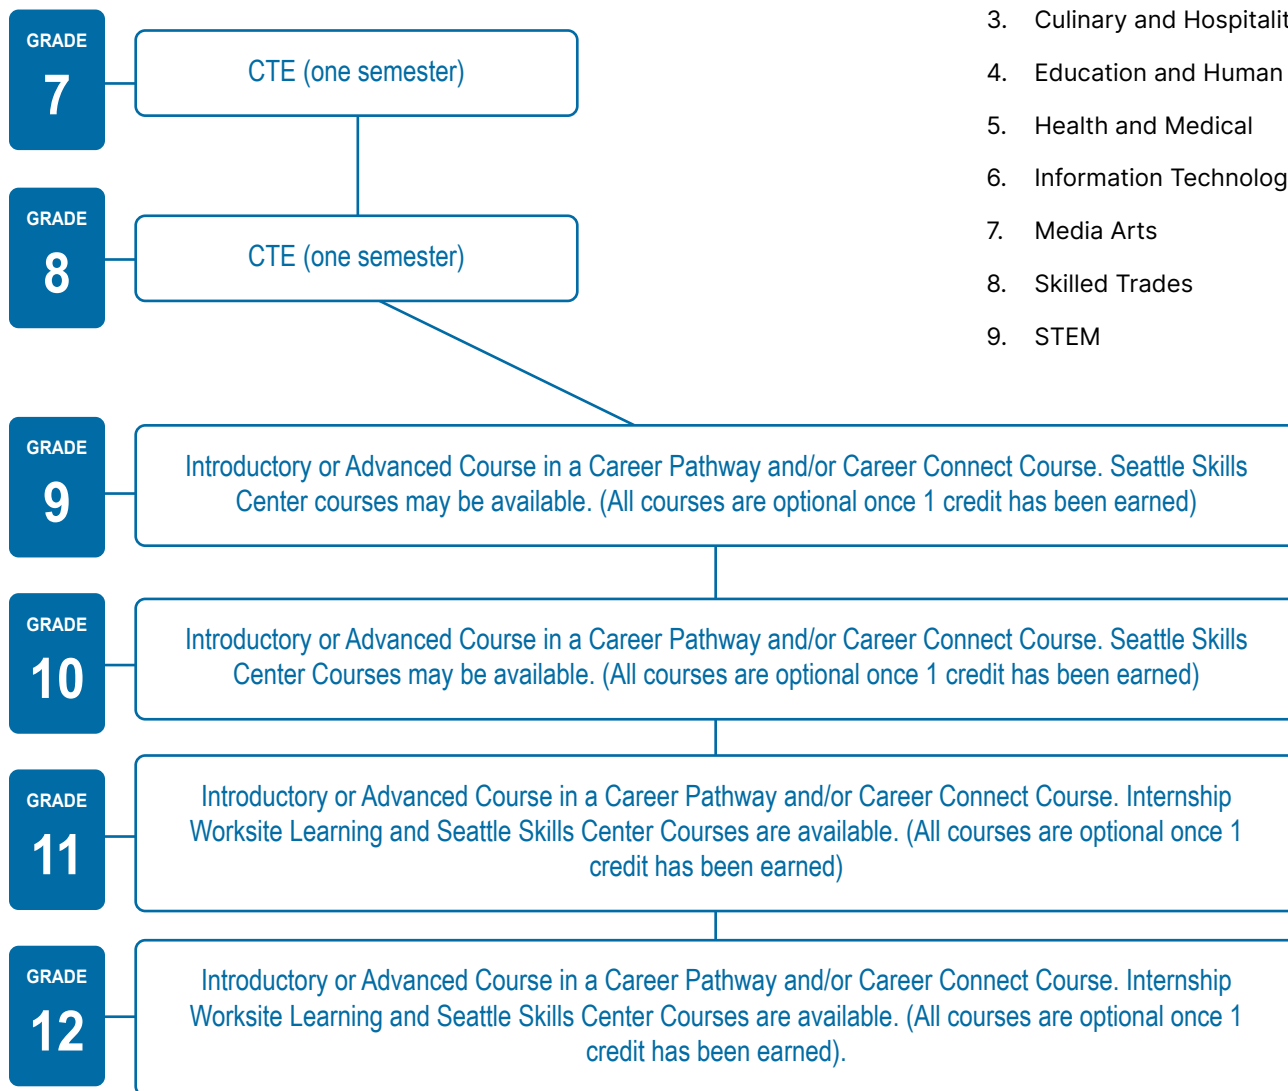 GRADE
7
CTE (one semester)
GRADE
8
CTE (one semester)
3. Culinary and
4. Education and Human
5. Health and Medical
6. Information
7. Media Arts
8. Skilled Trades
9. STEM
GRADE
9
Introductory or Advanced Course in a Career Pathway and/or Career Connect Course. Seattle Skills
Center courses may be available. (All courses are optional once 1 credit has been earned)
GRADE
10
Introductory or Advanced Course in a Career Pathway and/or Career Connect Course. Seattle Skills
Center Courses may be available. (All courses are optional once 1 credit has been earned)
GRADE
11
Introductory or Advanced Course in a Career Pathway and/or Career Connect Course. Internship
Worksite Learning and Seattle Skills Center Courses are available. (All courses are optional once 1
credit has been earned)
GRADE
12
Introductory or Advanced Course in a Career Pathway and/or Career Connect Course. Internship
Worksite Learning and Seattle Skills Center Courses are available. (All courses are optional once 1
credit has been earned).